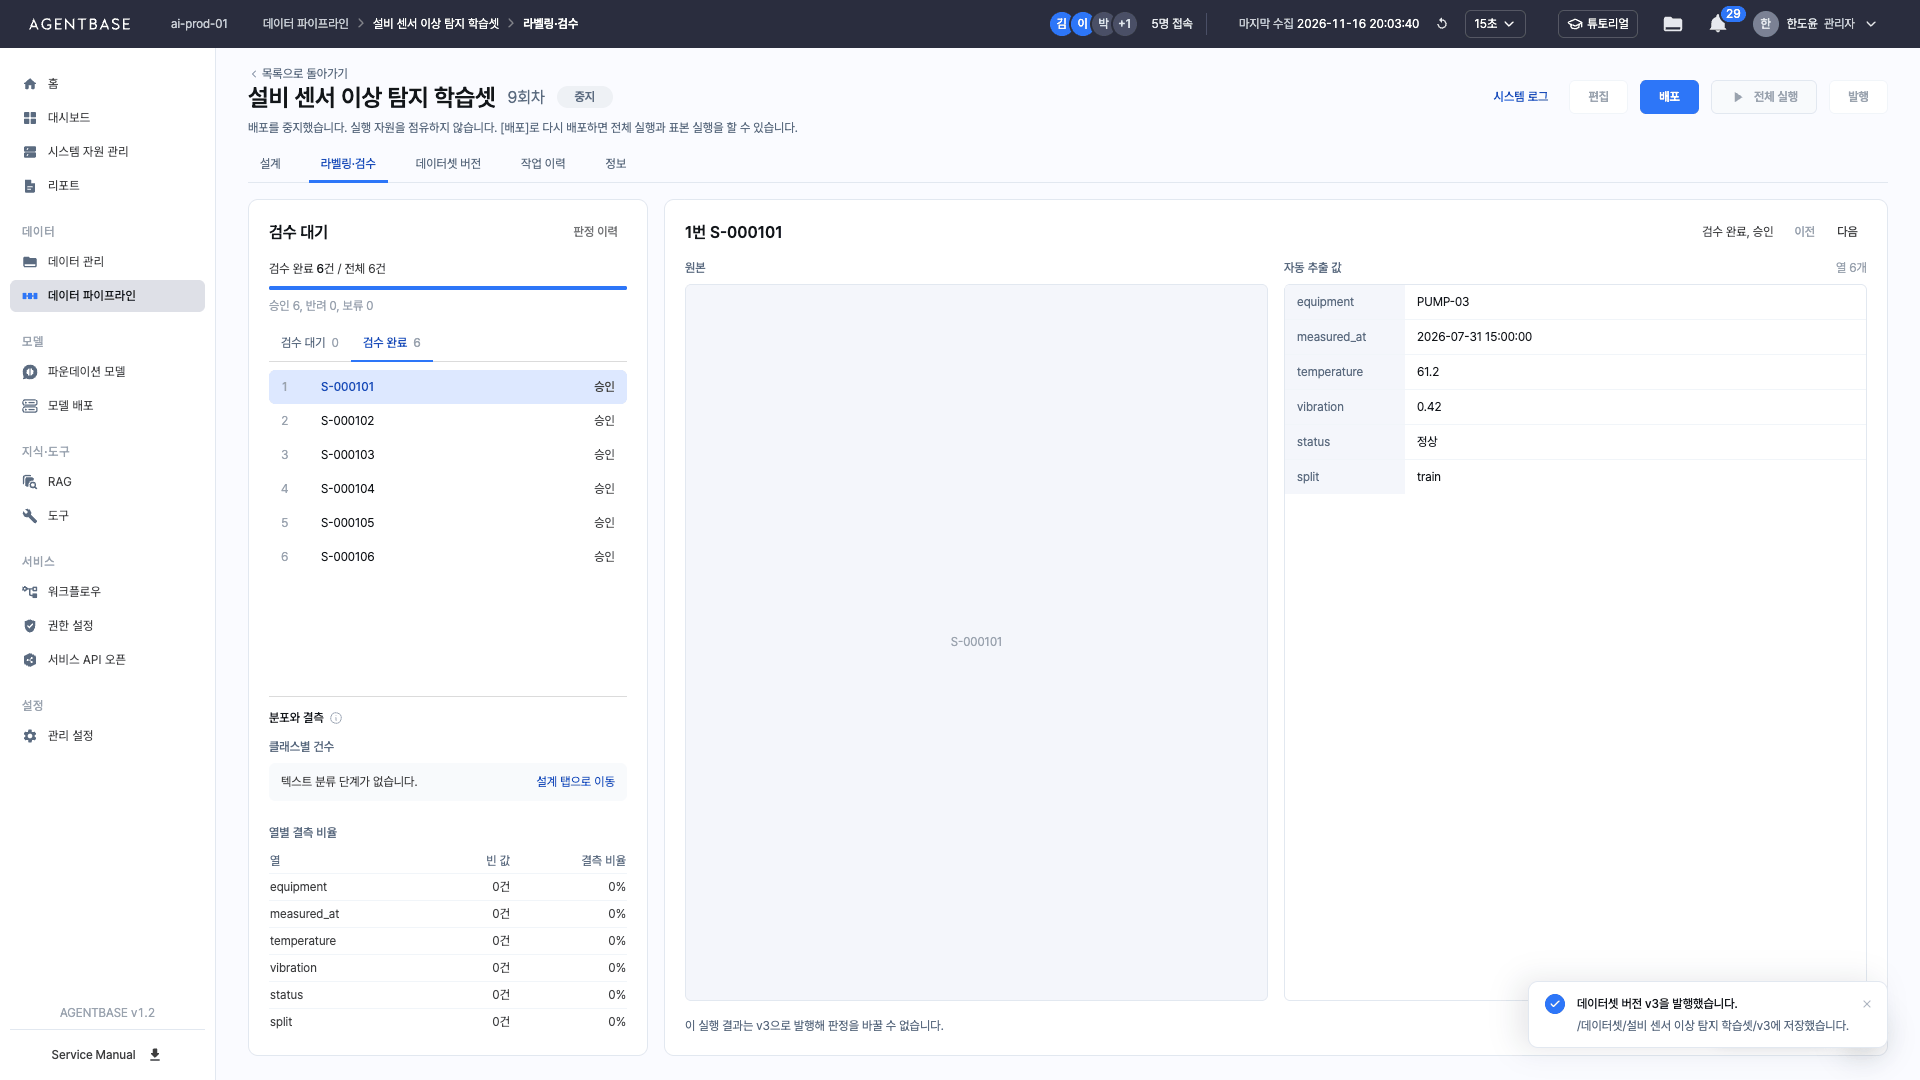 AGENTBASE
ai-prod-01
데이터 파이프라인 > 설비 센서 이상 탐지 학습셋 > 라벨링·검수
김 이 박 +1 5명 접속
마지막 수집 2026-11-16 20:03:40
15초
튜토리얼
29
한 한도윤 관리자
홈
대시보드
시스템 자원 관리
리포트
데이터
데이터 관리
데이터 파이프라인
모델
파운데이션 모델
모델 배포
지식·도구
RAG
도구
서비스
워크플로우
권한 설정
서비스 API 오픈
설정
관리 설정
AGENTBASE v1.2
Service Manual
목록으로 돌아가기
설비 센서 이상 탐지 학습셋 9회차 중지
배포를 중지했습니다. 실행 자원을 점유하지 않습니다. [배포]로 다시 배포하면 전체 실행과 표본 실행을 할 수 있습니다.
시스템 로그 편집 배포 전체 실행 발행
설계 라벨링·검수 데이터셋 버전 작업 이력 정보
검수 대기 판정 이력
검수 완료 6건 / 전체 6건
승인 6, 반려 0, 보류 0
검수 대기 0 검수 완료 6
1 S-000101 승인
2 S-000102 승인
3 S-000103 승인
4 S-000104 승인
5 S-000105 승인
6 S-000106 승인
분포와 결측
클래스별 건수
텍스트 분류 단계가 없습니다. 설계 탭으로 이동
열별 결측 비율
열 빈 값 결측 비율
equipment 0건 0%
measured_at 0건 0%
temperature 0건 0%
vibration 0건 0%
status 0건 0%
split 0건 0%
1번 S-000101
검수 완료, 승인 이전 다음
원본
S-000101
자동 추출 값 열 6개
equipment PUMP-03
measured_at 2026-07-31 15:00:00
temperature 61.2
vibration 0.42
status 정상
split train
이 실행 결과는 v3으로 발행해 판정을 바꿀 수 없습니다.
데이터셋 버전 v3을 발행했습니다.
/데이터셋/설비 센서 이상 탐지 학습셋/v3에 저장했습니다.